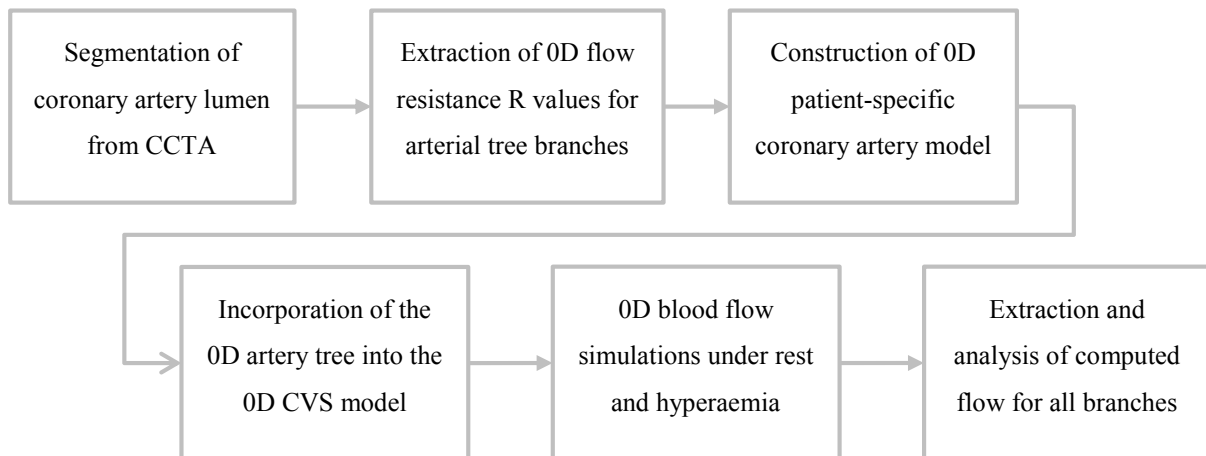 Segmentation of
coronary artery lumen
from CCTA
Extraction of 0D flow
resistance R values for
arterial tree branches
Construction of 0D
patient-specific
coronary artery model
Incorporation of the
0D artery tree into the
0D CVS model
0D blood flow
simulations under rest
and hyperaemia
Extraction and
analysis of computed
flow for all branches